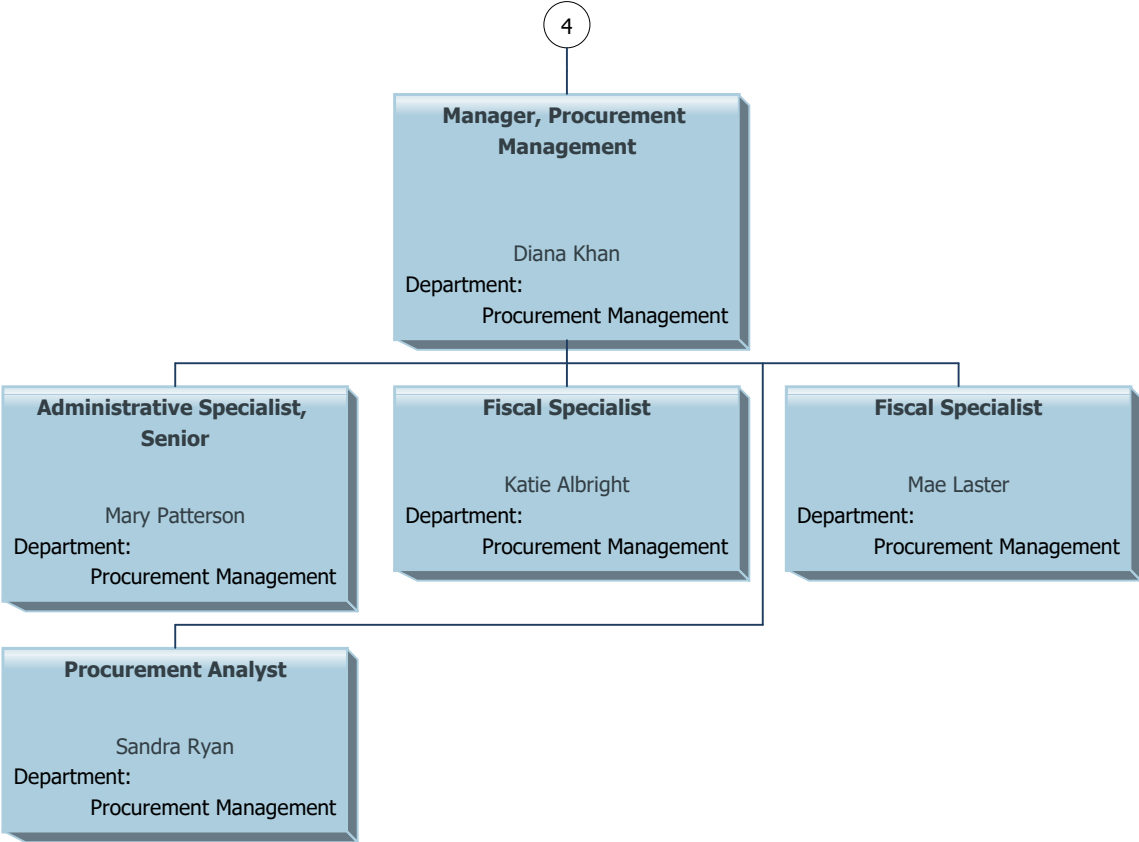 4
Manager, Procurement
Management
Diana Khan
Department:
Procurement Management
Administrative Specialist,
Senior
Mary Patterson
Department:
Procurement Management
Fiscal Specialist
Katie Albright
Department:
Procurement Management
Fiscal Specialist
Mae Laster
Department:
Procurement Management
Procurement Analyst
Sandra Ryan
Department:
Procurement Management